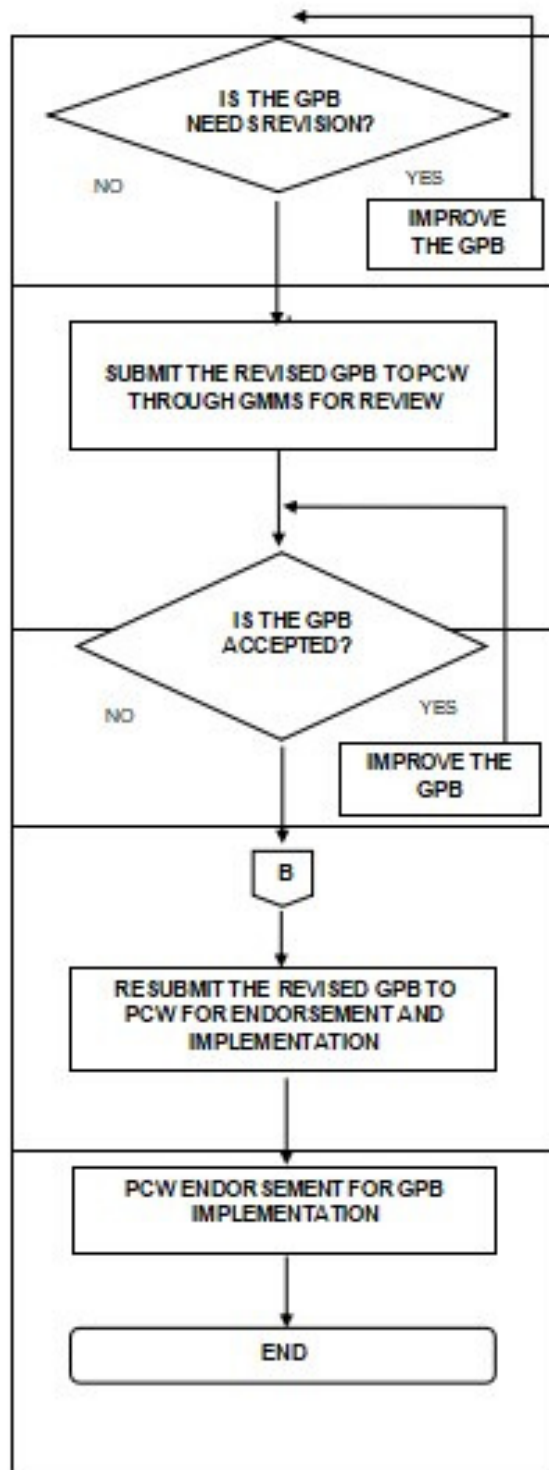 IS THE GPB
NEEDS REVISION?
NO
YES
IMPROVE
THE GPB
SUBMIT THE REVISED GPB TO PCW
THROUGH GMMS FOR REVIEW
IS THE GPB
ACCEPTED?
NO
YES
IMPROVE THE
GPB
B
RESUBMIT THE REVISED GPB TO
PCW FOR ENDORSEMENT AND
IMPLEMENTATION
PCW ENDORSEMENT FOR GPB
IMPLEMENTATION
END